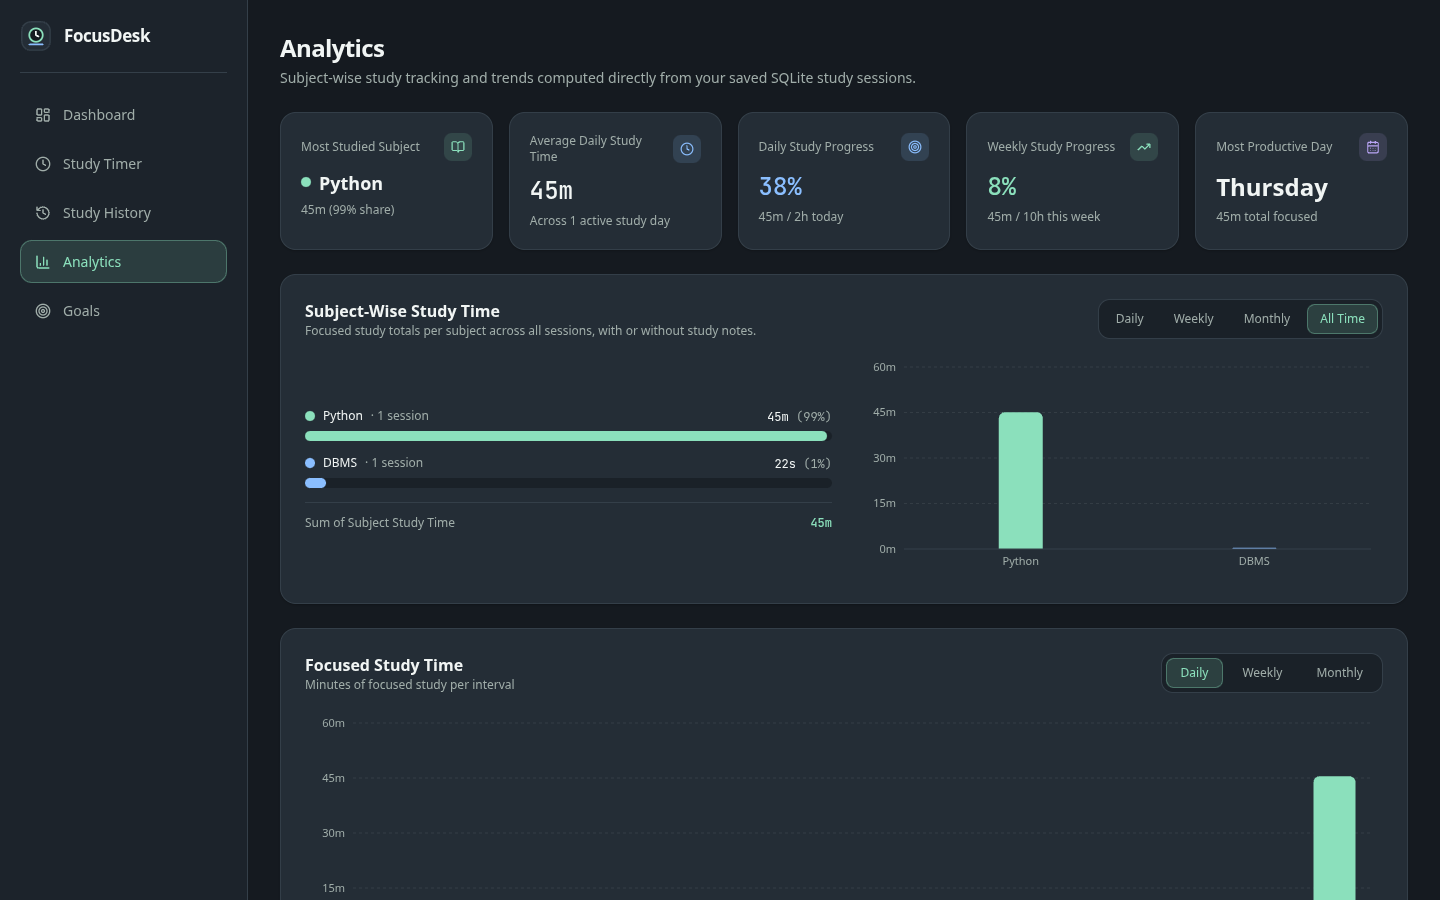 FocusDesk
Dashboard
Study Timer
Study History
Analytics
Goals
Analytics
Subject-wise study tracking and trends computed directly from your saved SQLite study sessions.
Most Studied Subject
Python
45m (99% share)
Average Daily Study
Time
45m
Across 1 active study day
Daily Study Progress
38%
45m / 2h today
Weekly Study Progress
8%
45m / 10h this week
Most Productive Day
Thursday
45m total focused
Subject-Wise Study Time
Focused study totals per subject across all sessions, with or without study notes.
Daily Weekly Monthly All Time
Python · 1 session 45m (99%)
DBMS · 1 session 22s (1%)
Sum of Subject Study Time 45m
60m
45m
30m
15m
0m
Python DBMS
Focused Study Time
Minutes of focused study per interval
Daily Weekly Monthly
60m
45m
30m
15m